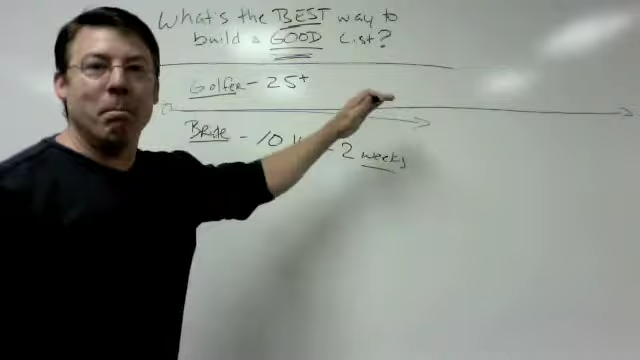 What's the BEST way to
build a GOOD List?
Golfer - 25+
Bride - 10 - 2 weeks